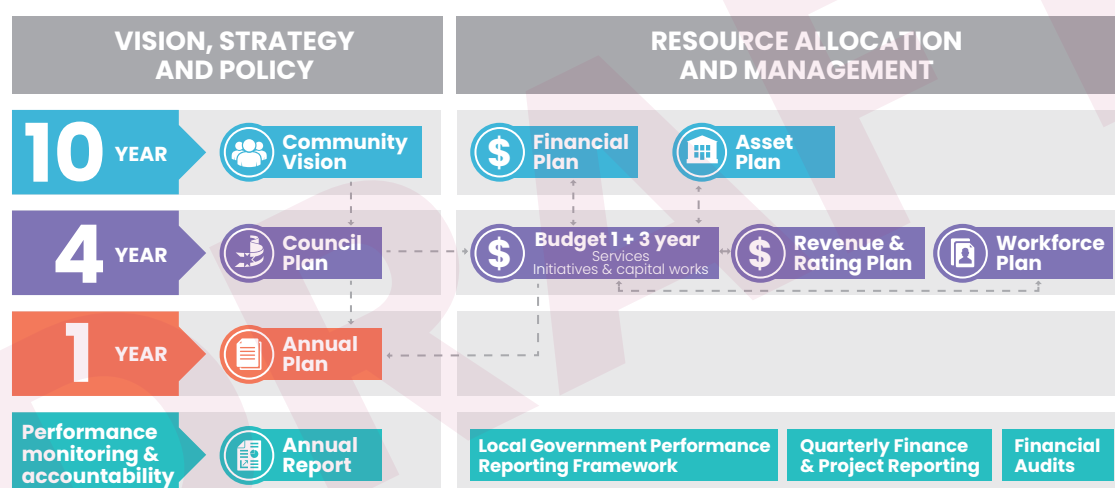 VISION, STRATEGY
AND POLICY
RESOURCE ALLOCATION
AND MANAGEMENT
10 YEAR
Community
Vision
Financial
Plan
Asset
Plan
4 YEAR
Council
Plan
Budget 1 + 3 year
Services
Initiatives & capital works
Revenue &
Rating Plan
Workforce
Plan
1 YEAR
Annual
Plan
Performance
monitoring &
accountability
Annual
Report
Local Government Performance
Reporting Framework
Quarterly Finance
& Project Reporting
Financial
Audits
DRAFT